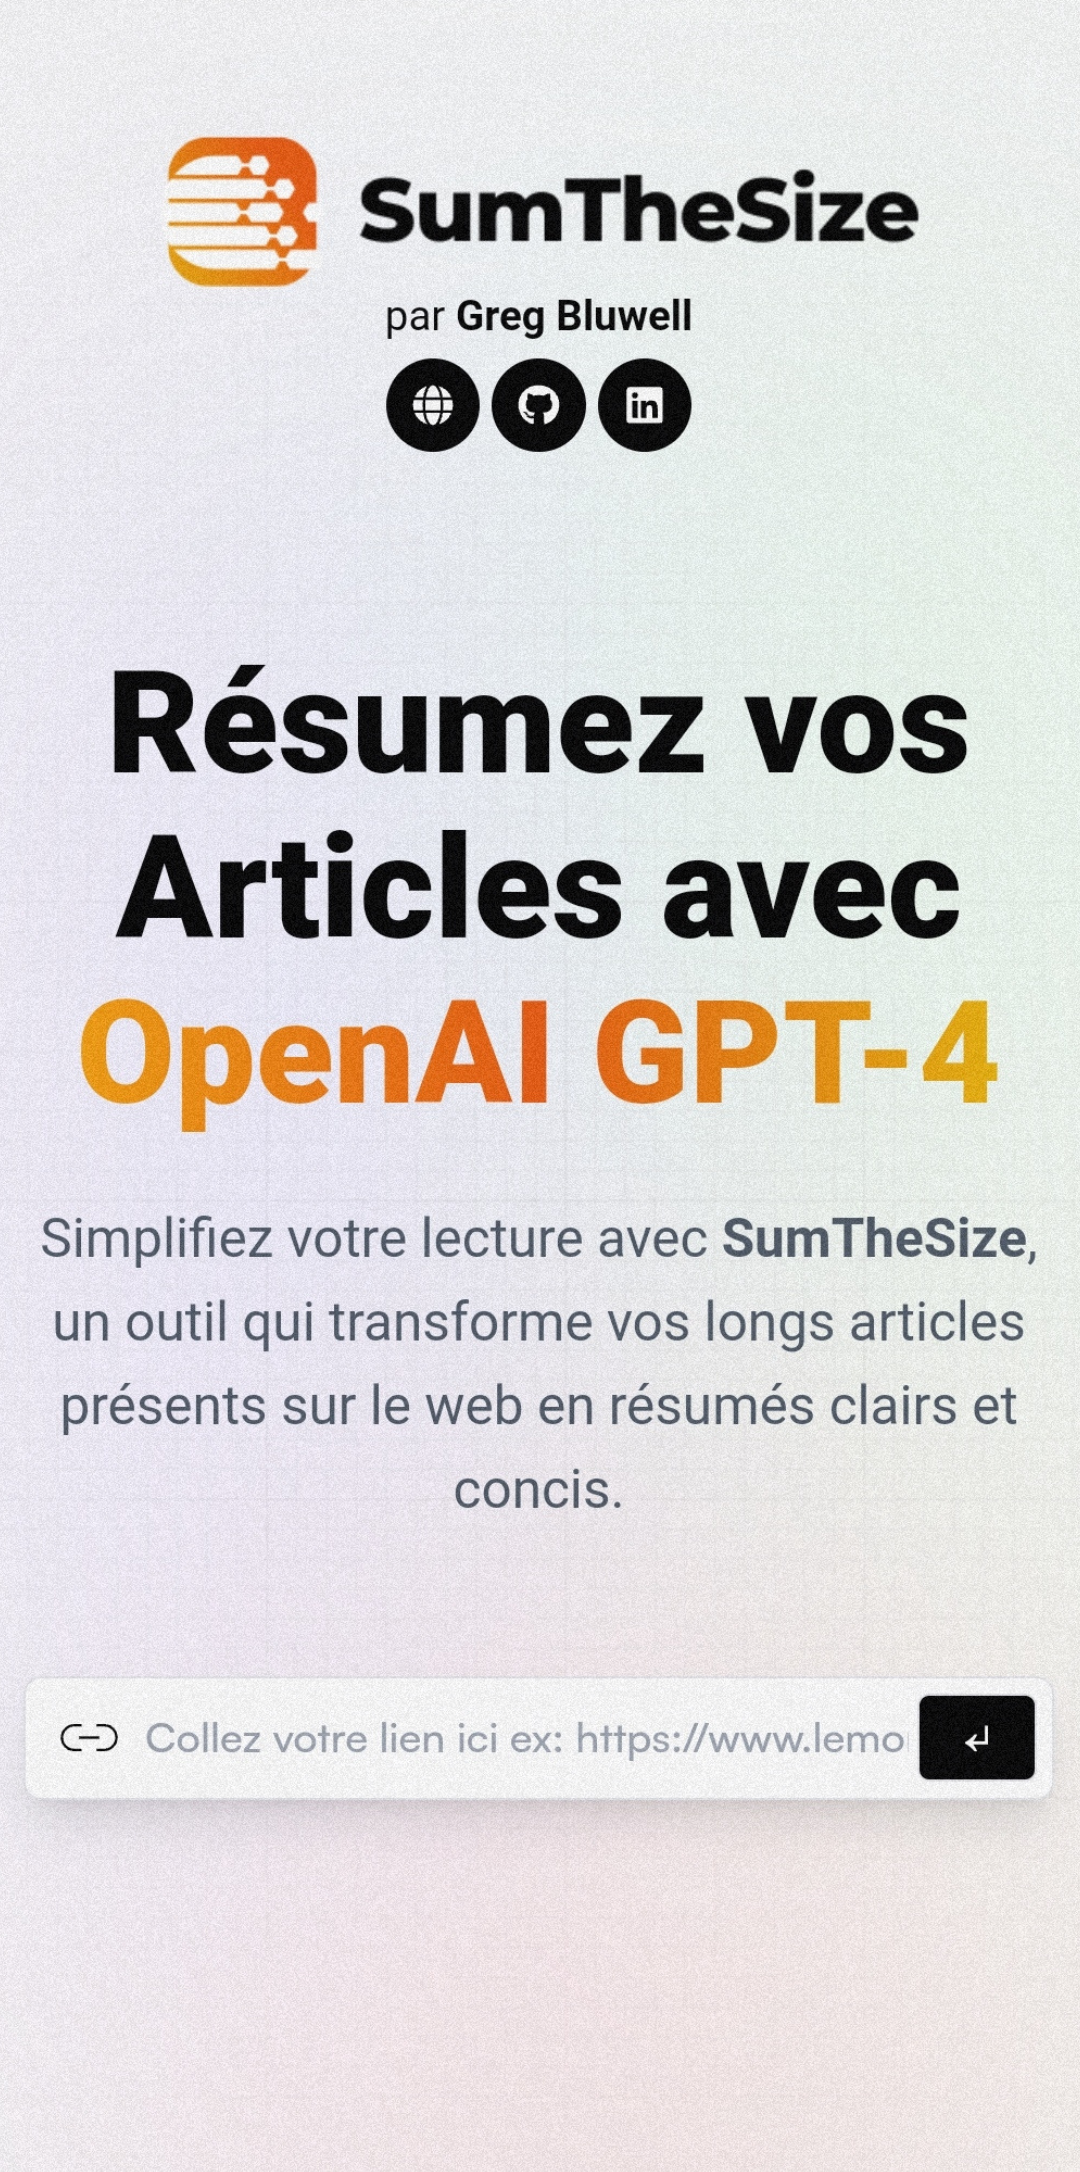 SumTheSize
par Greg Bluwell
Résumez vos
Articles avec
OpenAI GPT-4
Simplifiez votre lecture avec SumTheSize,
un outil qui transforme vos longs articles
présents sur le web en résumés clairs et
concis.
Collez votre lien ici ex: https://www.lemo